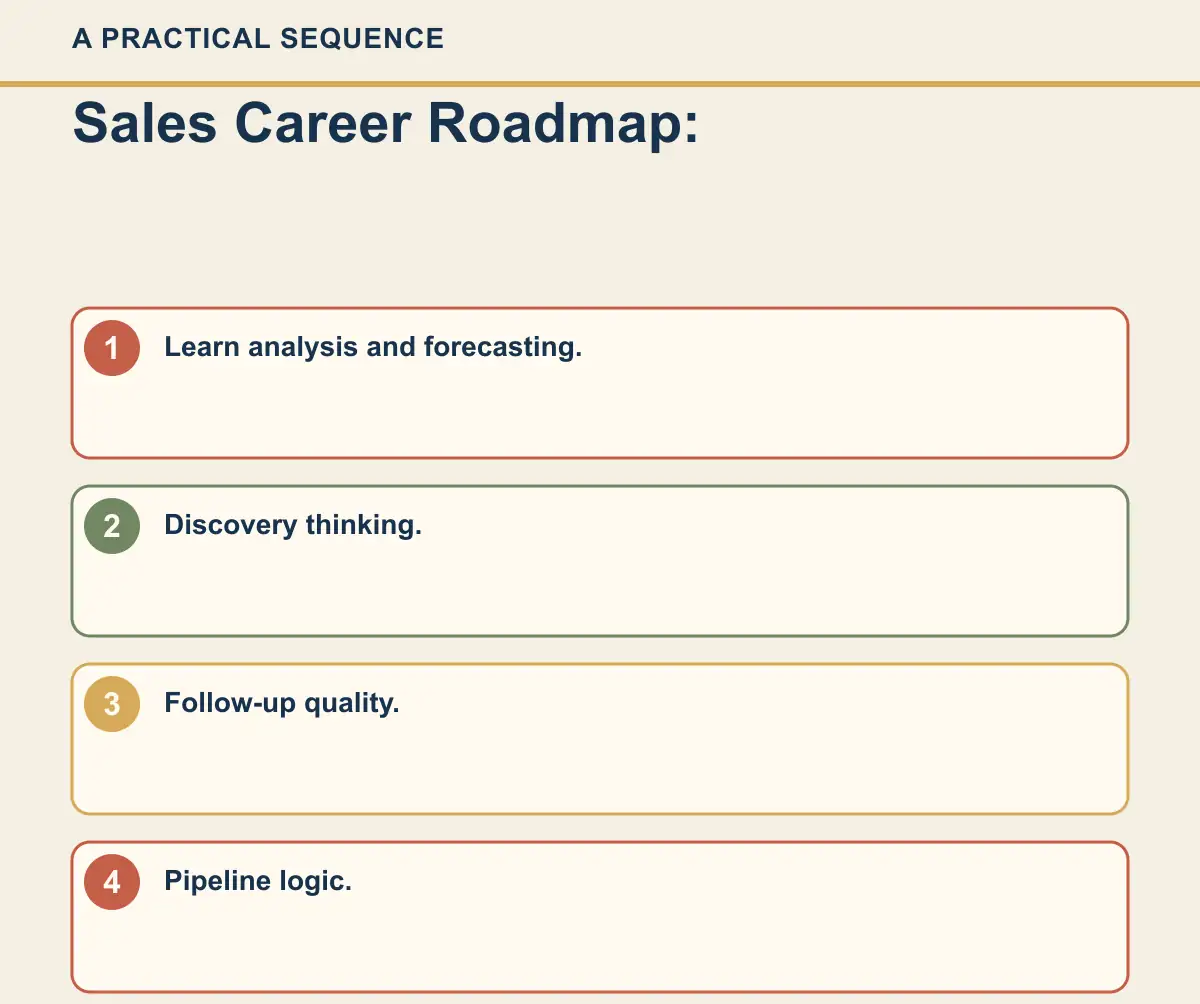 A PRACTICAL SEQUENCE
Sales Career Roadmap:
1 Learn analysis and forecasting.
2 Discovery thinking.
3 Follow-up quality.
4 Pipeline logic.